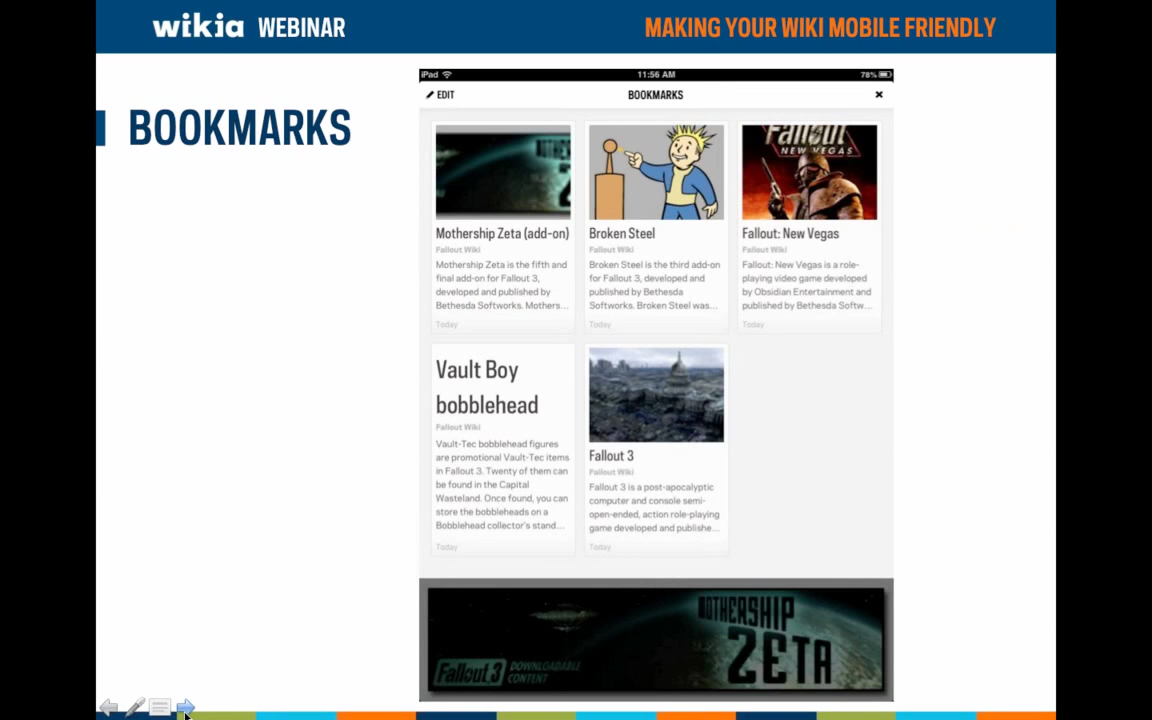 wikia WEBINAR
MAKING YOUR WIKI MOBILE FRIENDLY
BOOKMARKS
iPad
11:56 AM
78%
EDIT
BOOKMARKS
Mothership Zeta (add-on)
Fallout Wiki
Mothership Zeta is the fifth and
final add-on for Fallout 3,
developed and published by
Bethesda Softworks. Mothers...
Today
Broken Steel
Fallout Wiki
Broken Steel is the third add-on
for Fallout 3, developed and
published by Bethesda
Softworks. Broken Steel was...
Today
Fallout
NEW VEGAS
Fallout: New Vegas
Fallout Wiki
Fallout: New Vegas is a role-
playing video game developed
by Obsidian Entertainment and
published by Bethesda Softw...
Today
Vault Boy
bobblehead
Fallout Wiki
Vault-Tec bobblehead figures
are promotional Vault-Tec items
in Fallout 3. Twenty of them can
be found in the Capital
Wasteland. Once found, you can
store the bobbleheads on a
Bobblehead collector's stand...
Today
Fallout 3
Fallout Wiki
Fallout 3 is a post-apocalyptic
computer and console semi-
open-ended, action role-playing
game developed and publishe...
Today
MOTHERSHIP
ZETA
Fallout 3 DOWNLOADABLE
CONTENT